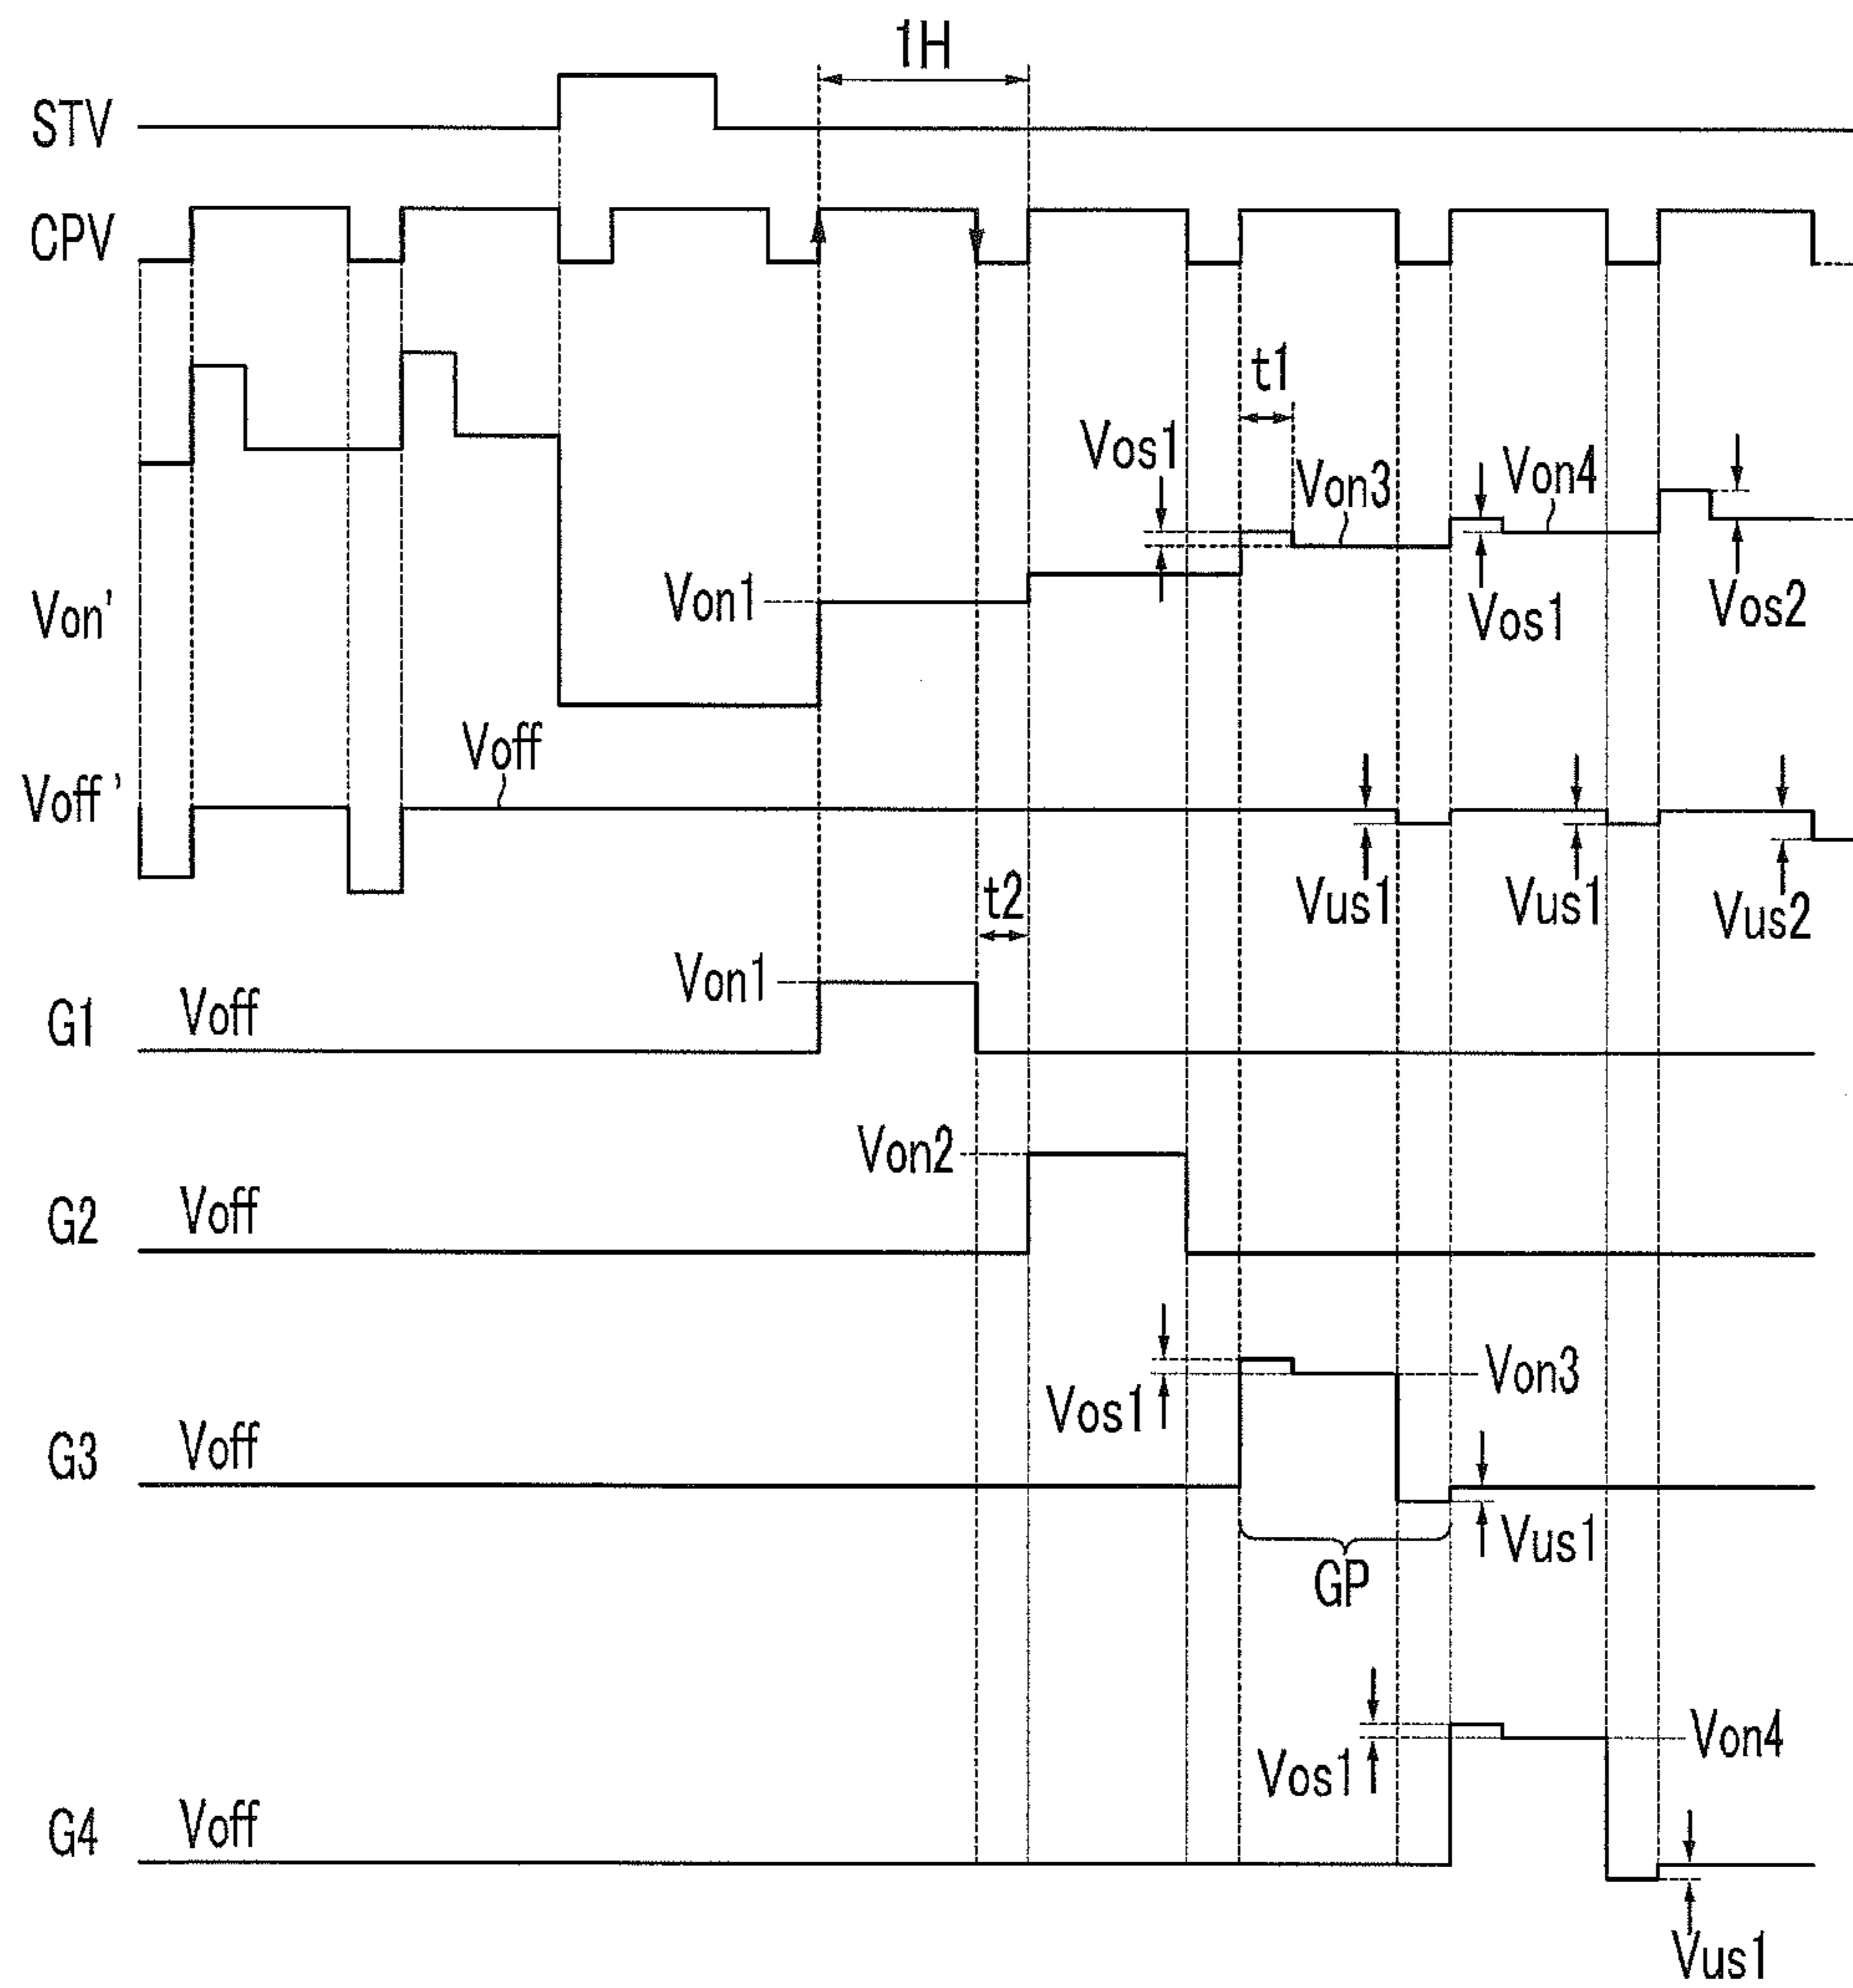 1H
STV
CPV
t1
Vos1
Von3
Von4
Von1
Vos1
Vos2
Von'
Voff
Voff'
Vus1
Vus1
Vus2
t2
Von1
G1
Voff
Von2
G2
Voff
Vos1
Von3
G3
Voff
Vus1
GP
Vos1
Von4
G4
Voff
Vus1